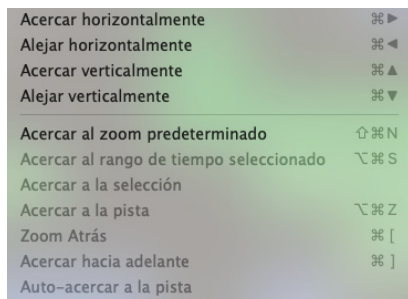 Acercar horizontalmente ⌘▶
Alejar horizontalmente ⌘◀
Acercar verticalmente ⌘▲
Alejar verticalmente ⌘▼
Acercar al zoom predeterminado ⇧⌘N
Acercar al rango de tiempo seleccionado ⌥⌘S
Acercar a la selección
Acercar a la pista ⌥⌘Z
Zoom Atrás ⌘[
Acercar hacia adelante ⌘]
Auto-acercar a la pista